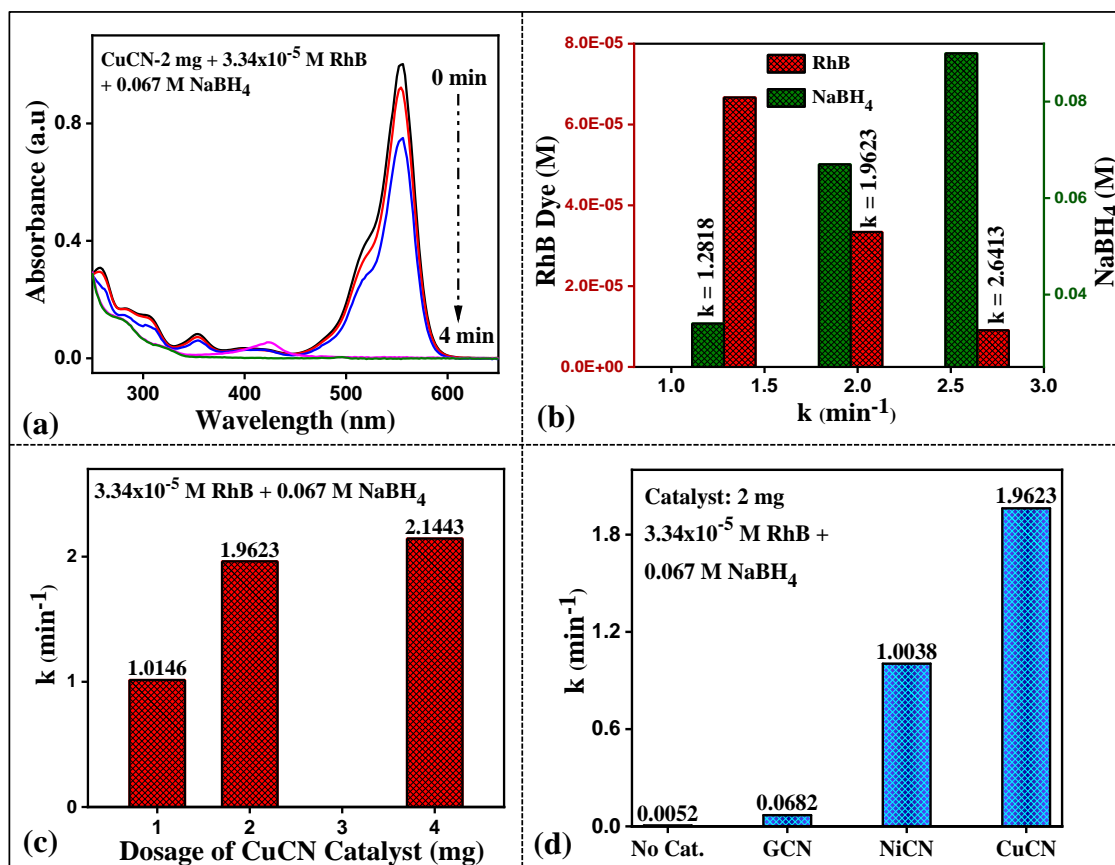 CuCN-2 mg + 3.34x10⁻⁵ M RhB
+ 0.067 M NaBH₄
0 min
4 min
0.8
0.4
0.0
Absorbance (a.u)
300
400
500
600
Wavelength (nm)
(a)
RhB
NaBH₄
8.0E-05
6.0E-05
4.0E-05
2.0E-05
0.0E+00
RhB Dye (M)
k = 1.2818
k = 1.9623
k = 2.6413
0.08
0.06
0.04
NaBH₄ (M)
1.0
1.5
2.0
2.5
3.0
k (min⁻¹)
(b)
3.34x10⁻⁵ M RhB + 0.067 M NaBH₄
1.0146
1.9623
2.1443
2
1
0
k (min⁻¹)
1
2
3
4
Dosage of CuCN Catalyst (mg)
(c)
Catalyst: 2 mg
3.34x10⁻⁵ M RhB +
0.067 M NaBH₄
0.0052
0.0682
1.0038
1.9623
1.8
1.2
0.6
0.0
k (min⁻¹)
No Cat.
GCN
NiCN
CuCN
(d)